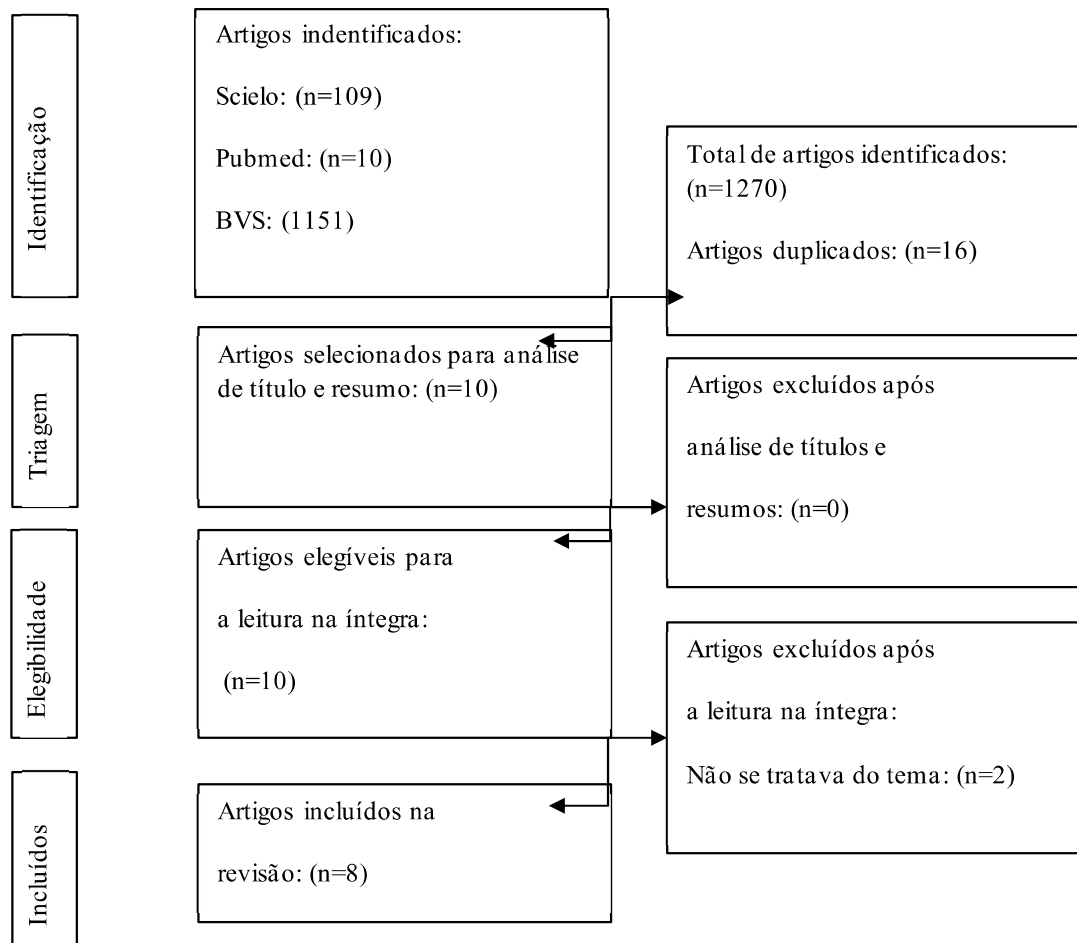 Identificação
Artigos indentificados:
Scielo: (n=109)
Pubmed: (n=10)
BVS: (1151)
Total de artigos identificados:
(n=1270)
Artigos duplicados: (n=16)
Triagem
Artigos selecionados para análise
de título e resumo: (n=10)
Artigos excluídos após
análise de títulos e
resumos: (n=0)
Elegibilidade
Artigos elegíveis para
a leitura na íntegra:
(n=10)
Artigos excluídos após
a leitura na íntegra:
Não se tratava do tema: (n=2)
Incluídos
Artigos incluídos na
revisão: (n=8)